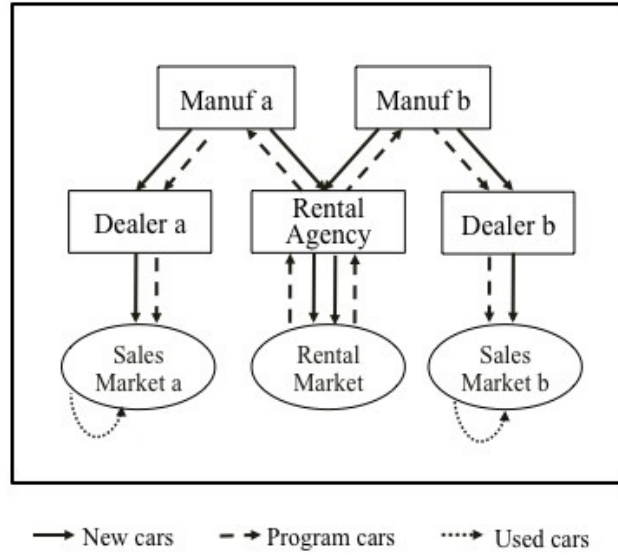 Manuf a
Manuf b
Dealer a
Rental
Agency
Dealer b
Sales
Market a
Rental
Market
Sales
Market b
New cars
Program cars
Used cars